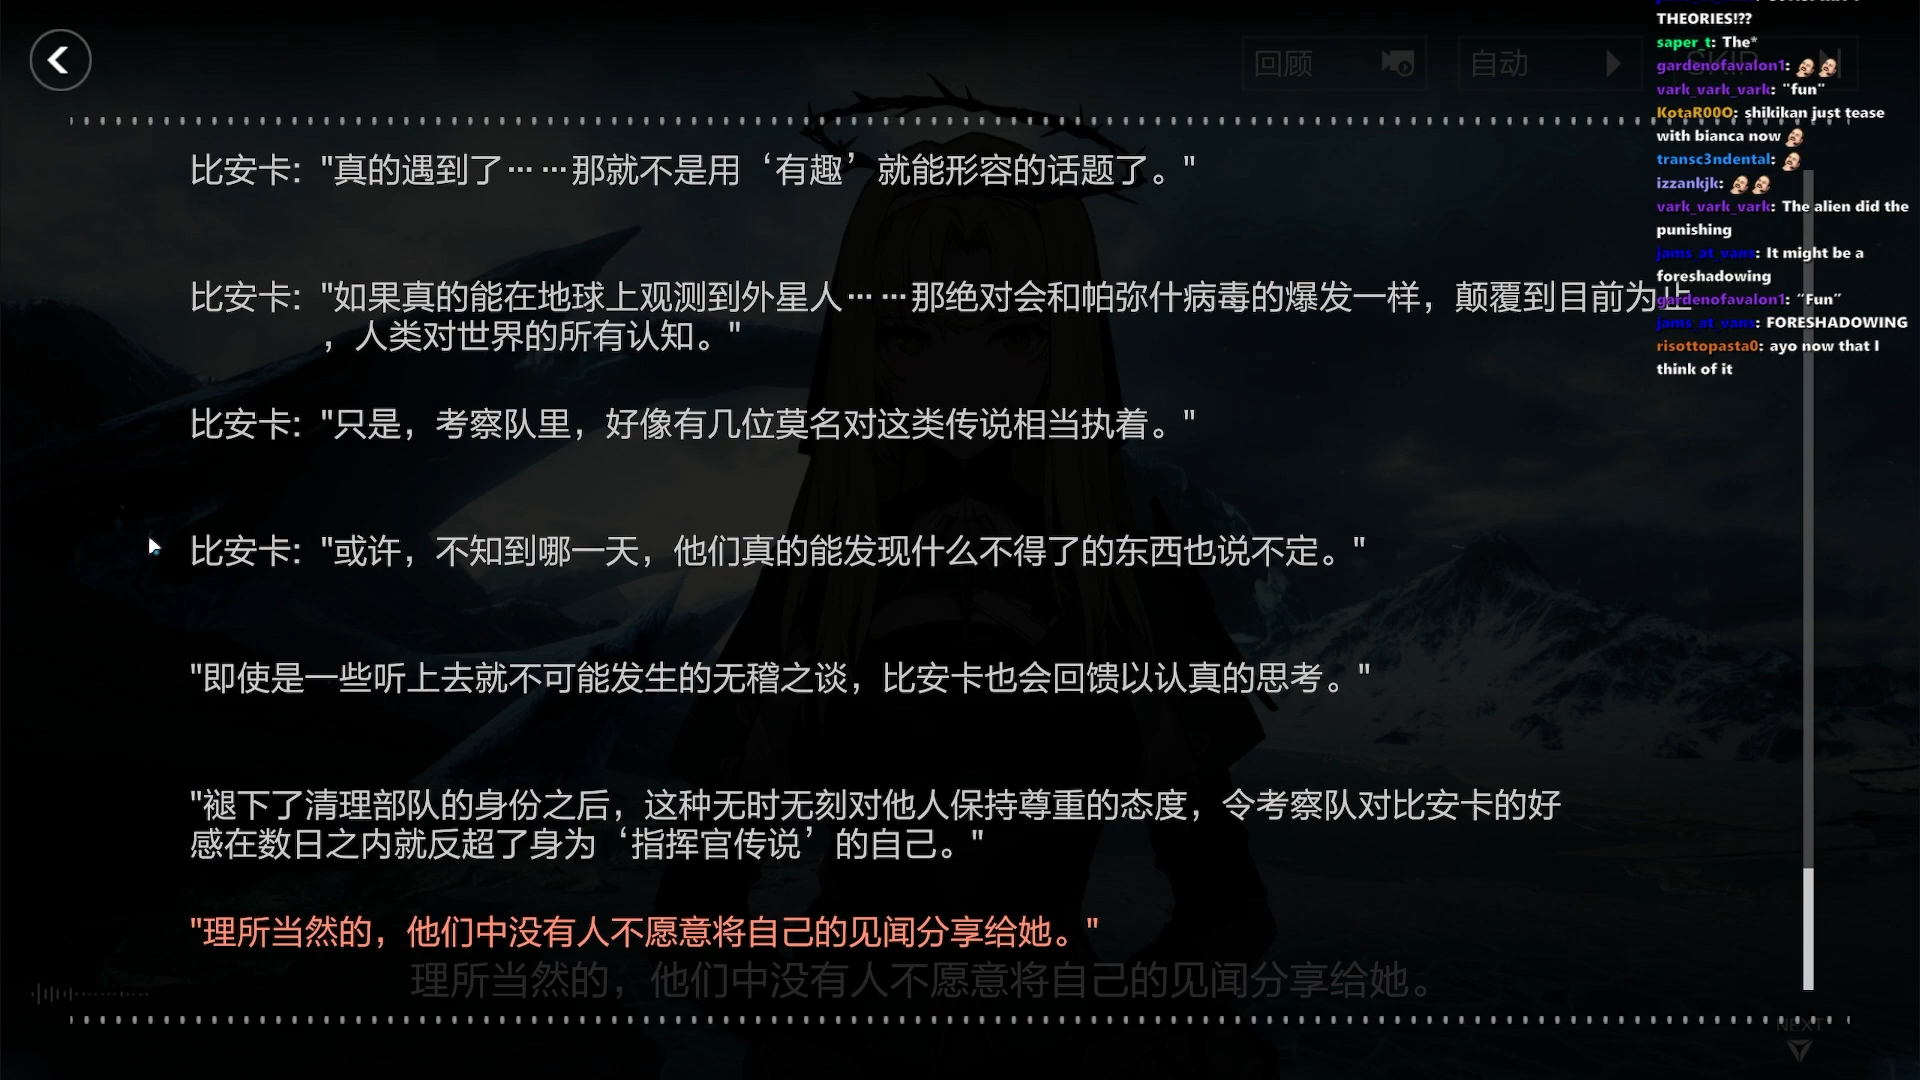 回顾
自动
SKIP
比安卡: "真的遇到了……那就不是用‘有趣’就能形容的话题了。"
比安卡: "如果真的能在地球上观测到外星人……那绝对会和帕弥什病毒的爆发一样，颠覆到目前为止
，人类对世界的所有认知。"
比安卡: "只是，考察队里，好像有几位莫名对这类传说相当执着。"
比安卡: "或许，不知到哪一天，他们真的能发现什么不得了的东西也说不定。"
"即使是一些听上去就不可能发生的无稽之谈，比安卡也会回馈以认真的思考。"
"褪下了清理部队的身份之后，这种无时无刻对他人保持尊重的态度，令考察队对比安卡的好
感在数日之内就反超了身为‘指挥官传说’的自己。"
"理所当然的，他们中没有人不愿意将自己的见闻分享给她。"
理所当然的，他们中没有人不愿意将自己的见闻分享给她。
NEXT
THEORIES!??
saper_t: The*
gardenofavalon1:
vark_vark_vark: "fun"
KotaR00O: shikikan just tease
with bianca now
transc3ndental:
izzankjk:
vark_vark_vark: The alien did the
punishing
jams_at_vans: It might be a
foreshadowing
gardenofavalon1: “Fun”
jams_at_vans: FORESHADOWING
risottopasta0: ayo now that I
think of it